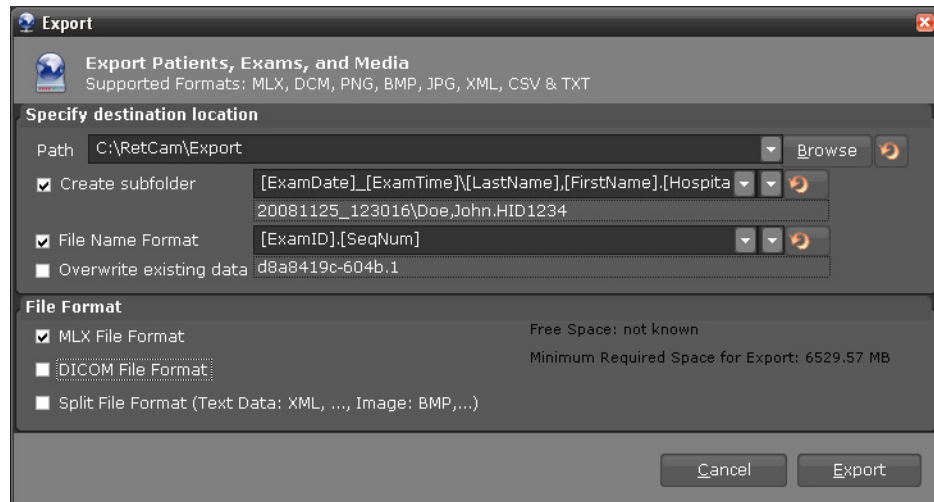 Export
Export Patients, Exams, and Media
Supported Formats: MLX, DCM, PNG, BMP, JPG, XML, CSV & TXT
Specify destination location
Path C:\RetCam\Export Browse
Create subfolder [ExamDate]_[ExamTime]\[LastName],[FirstName].[Hospita
20081125_123016\Doe,John.HID1234
File Name Format [ExamID].[SeqNum]
Overwrite existing data d8a8419c-604b.1
File Format
MLX File Format Free Space: not known
Minimum Required Space for Export: 6529.57 MB
DICOM File Format
Split File Format (Text Data: XML, ..., Image: BMP,...)
Cancel Export